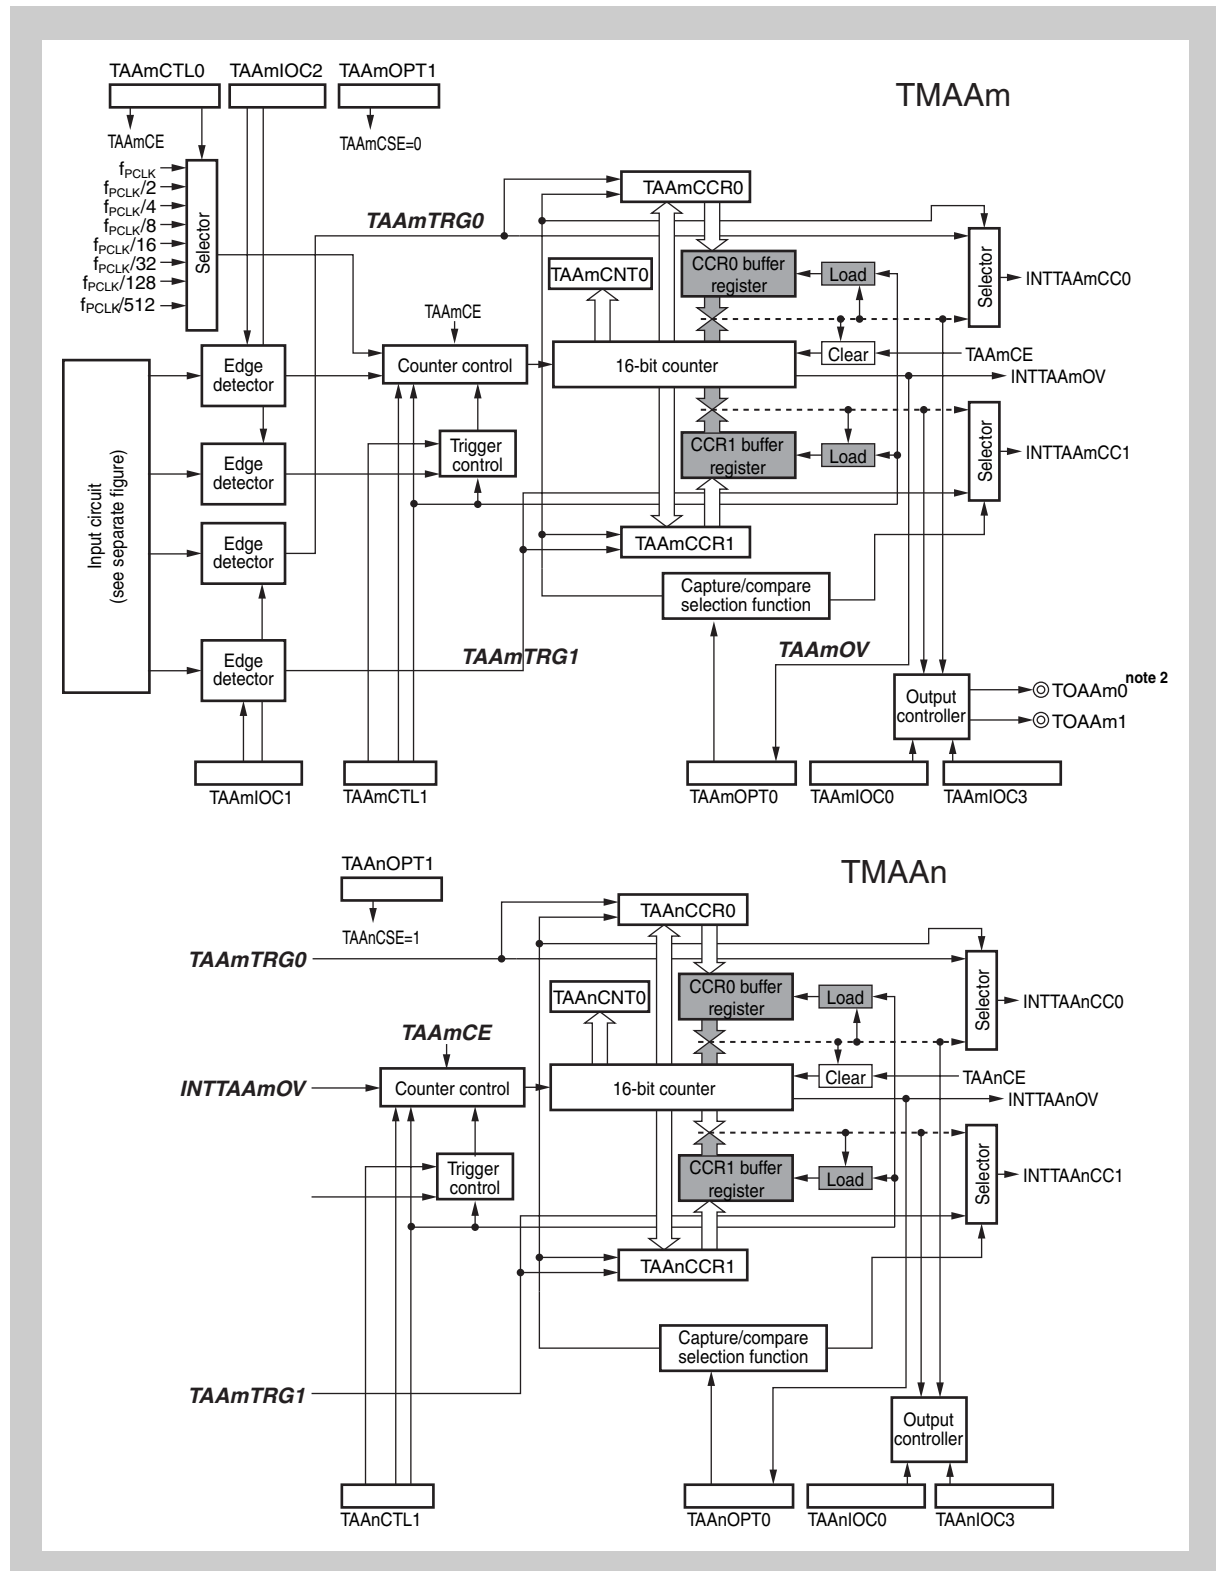 TAAmCTL0 TAAmIOC2 TAAmOPT1
TMAAm
TAAmCE
TAAmCSE=0
fPCLK
fPCLK/2
fPCLK/4
fPCLK/8
fPCLK/16
fPCLK/32
fPCLK/128
fPCLK/512
Selector
TAAmTRG0
TAAmCCR0
TAAmCNT0
CCR0 buffer
register
Load
Selector
INTTAAmCC0
TAAmCE
Counter control
16-bit counter
Clear
TAAmCE
INTTAAmOV
Input circuit
(see separate figure)
Edge
detector
Edge
detector
Edge
detector
Edge
detector
Trigger
control
CCR1 buffer
register
Load
Selector
INTTAAmCC1
TAAmCCR1
Capture/compare
selection function
TAAmTRG1
TAAmOV
Output
controller
TOAAm0 note 2
TOAAm1
TAAmIOC1
TAAmCTL1
TAAmOPT0
TAAmIOC0
TAAmIOC3
TAAnOPT1
TMAAn
TAAnCSE=1
TAAmTRG0
TAAnCCR0
TAAnCNT0
CCR0 buffer
register
Load
Selector
INTTAAnCC0
TAAmCE
INTTAAmOV
Counter control
16-bit counter
Clear
TAAnCE
INTTAAnOV
Trigger
control
CCR1 buffer
register
Load
Selector
INTTAAnCC1
TAAnCCR1
Capture/compare
selection function
TAAmTRG1
Output
controller
TAAnCTL1
TAAnOPT0
TAAnIOC0
TAAnIOC3